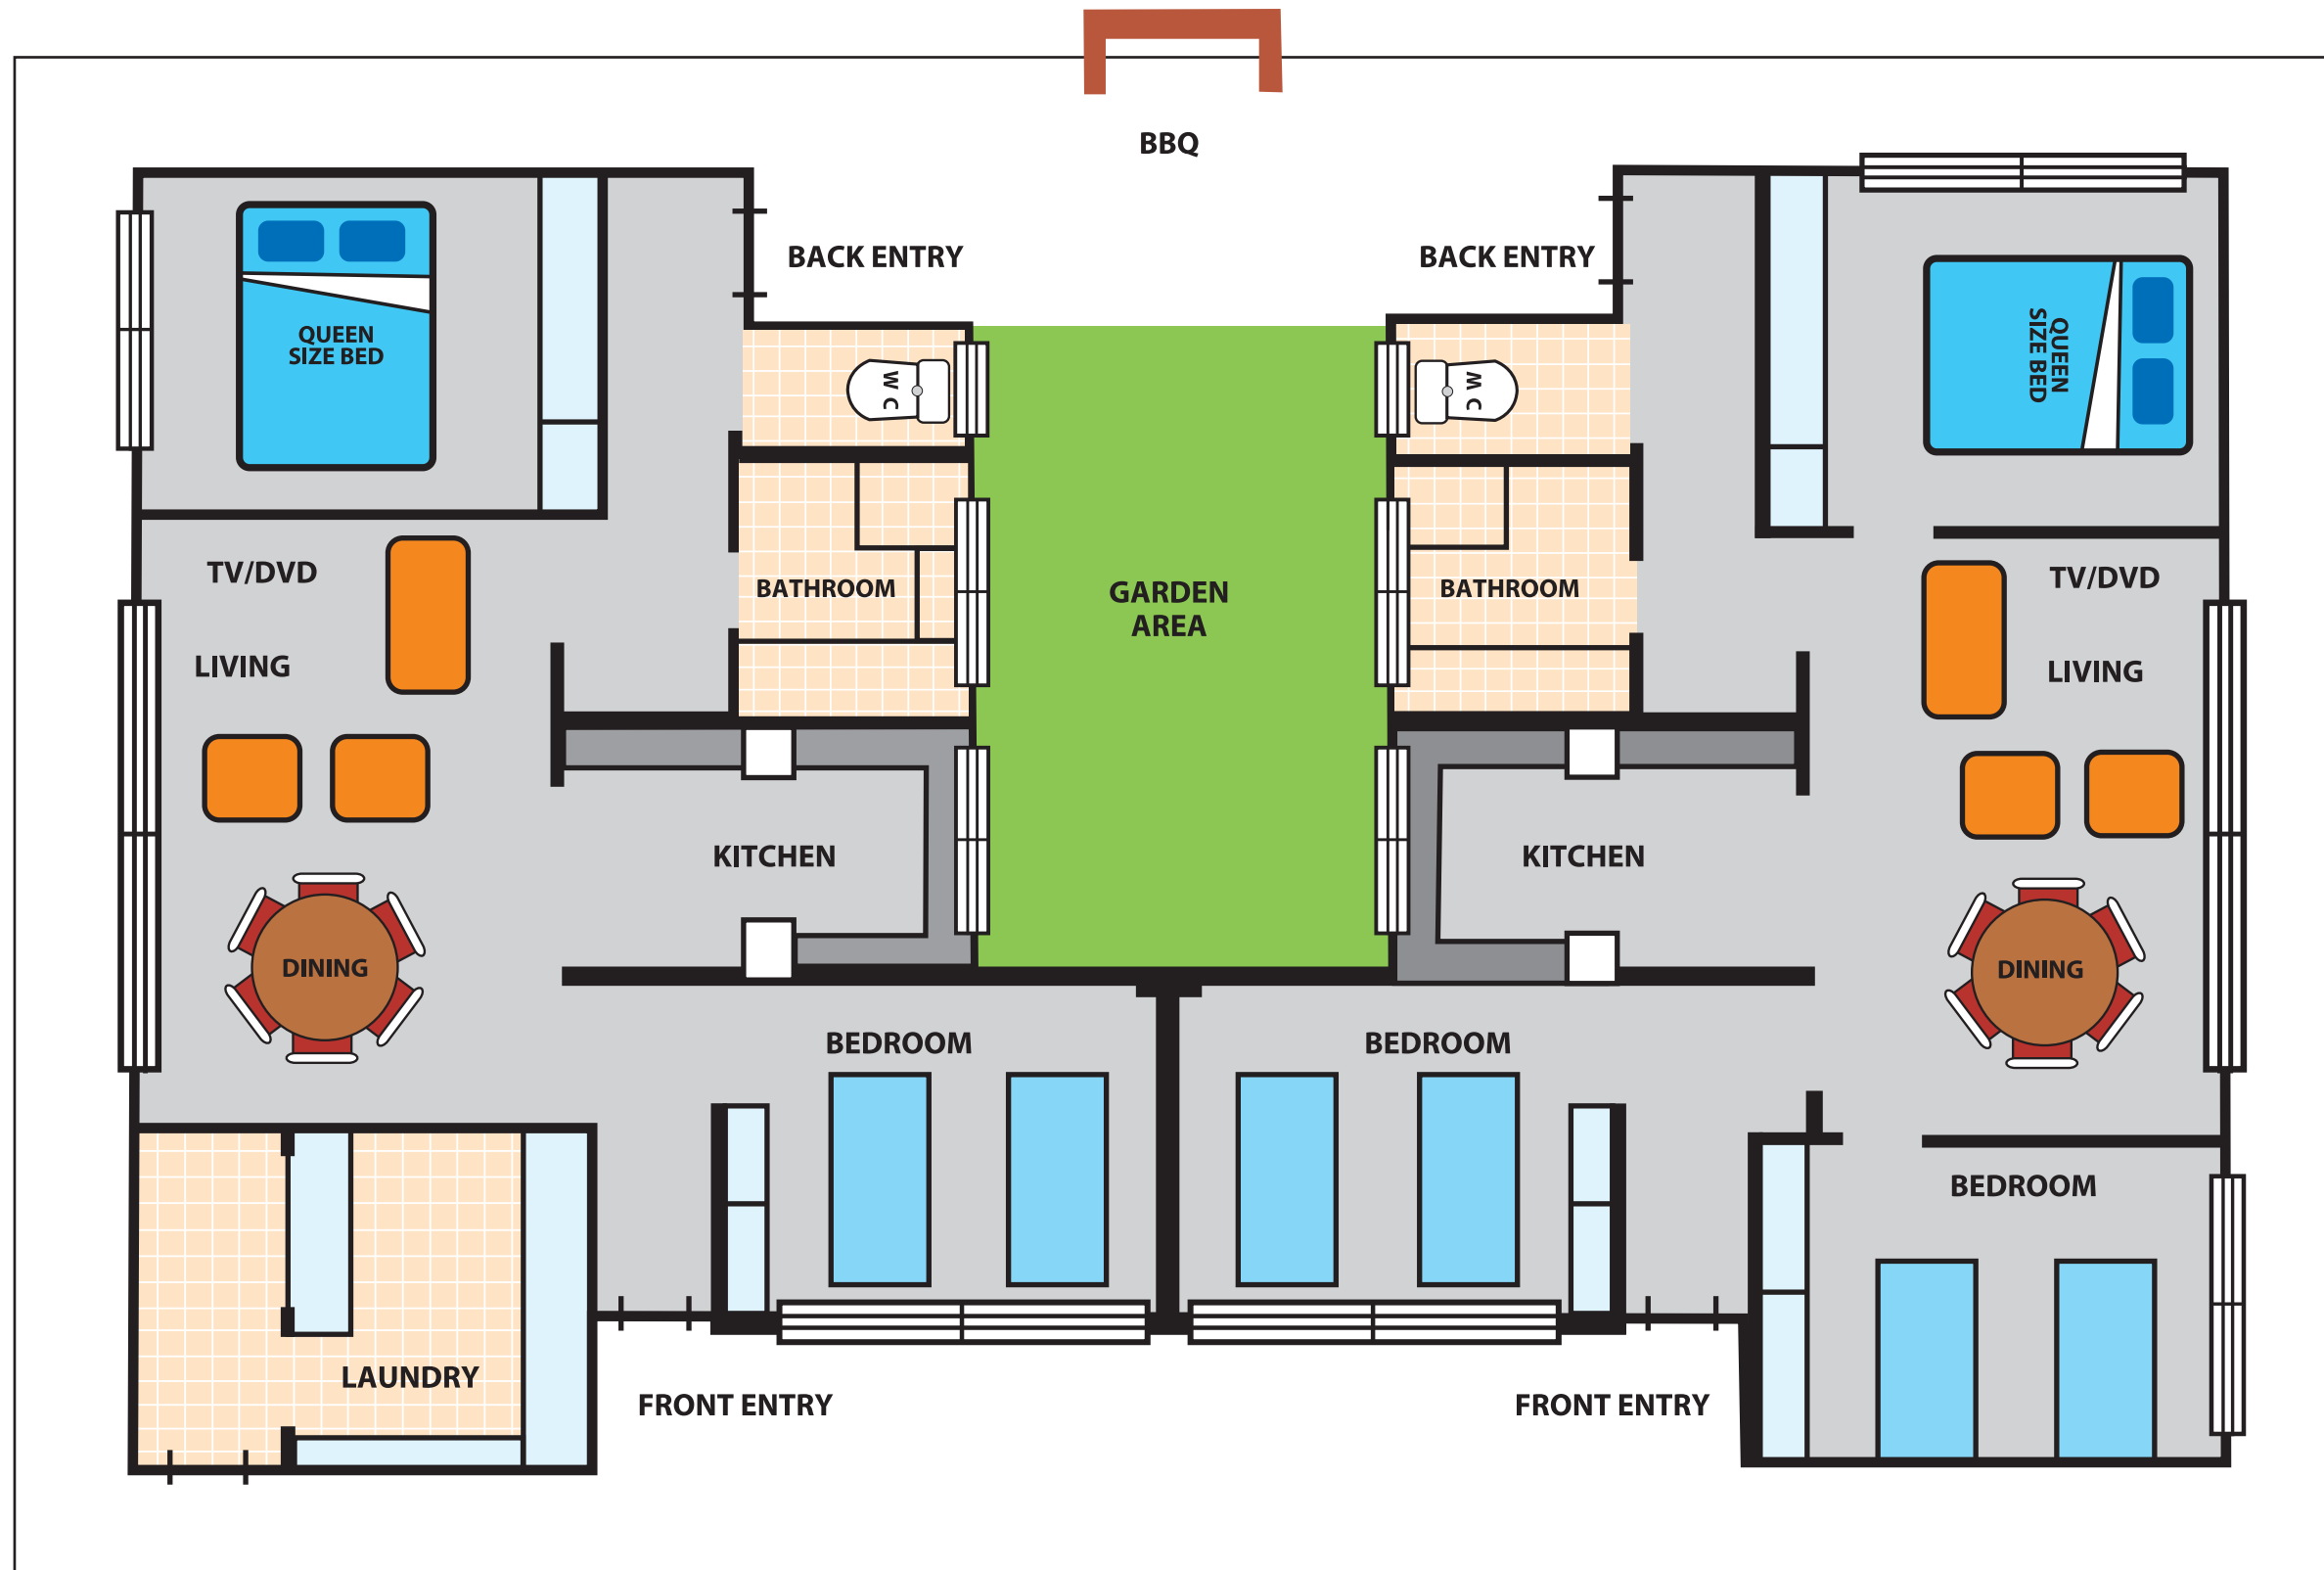 BBQ
BACK ENTRY
BACK ENTRY
QUEEN
SIZE BED
QUEEN
SIZE BED
W C
W C
TV/DVD
BATHROOM
GARDEN
AREA
BATHROOM
TV/DVD
LIVING
LIVING
KITCHEN
KITCHEN
DINING
DINING
BEDROOM
BEDROOM
BEDROOM
LAUNDRY
FRONT ENTRY
FRONT ENTRY